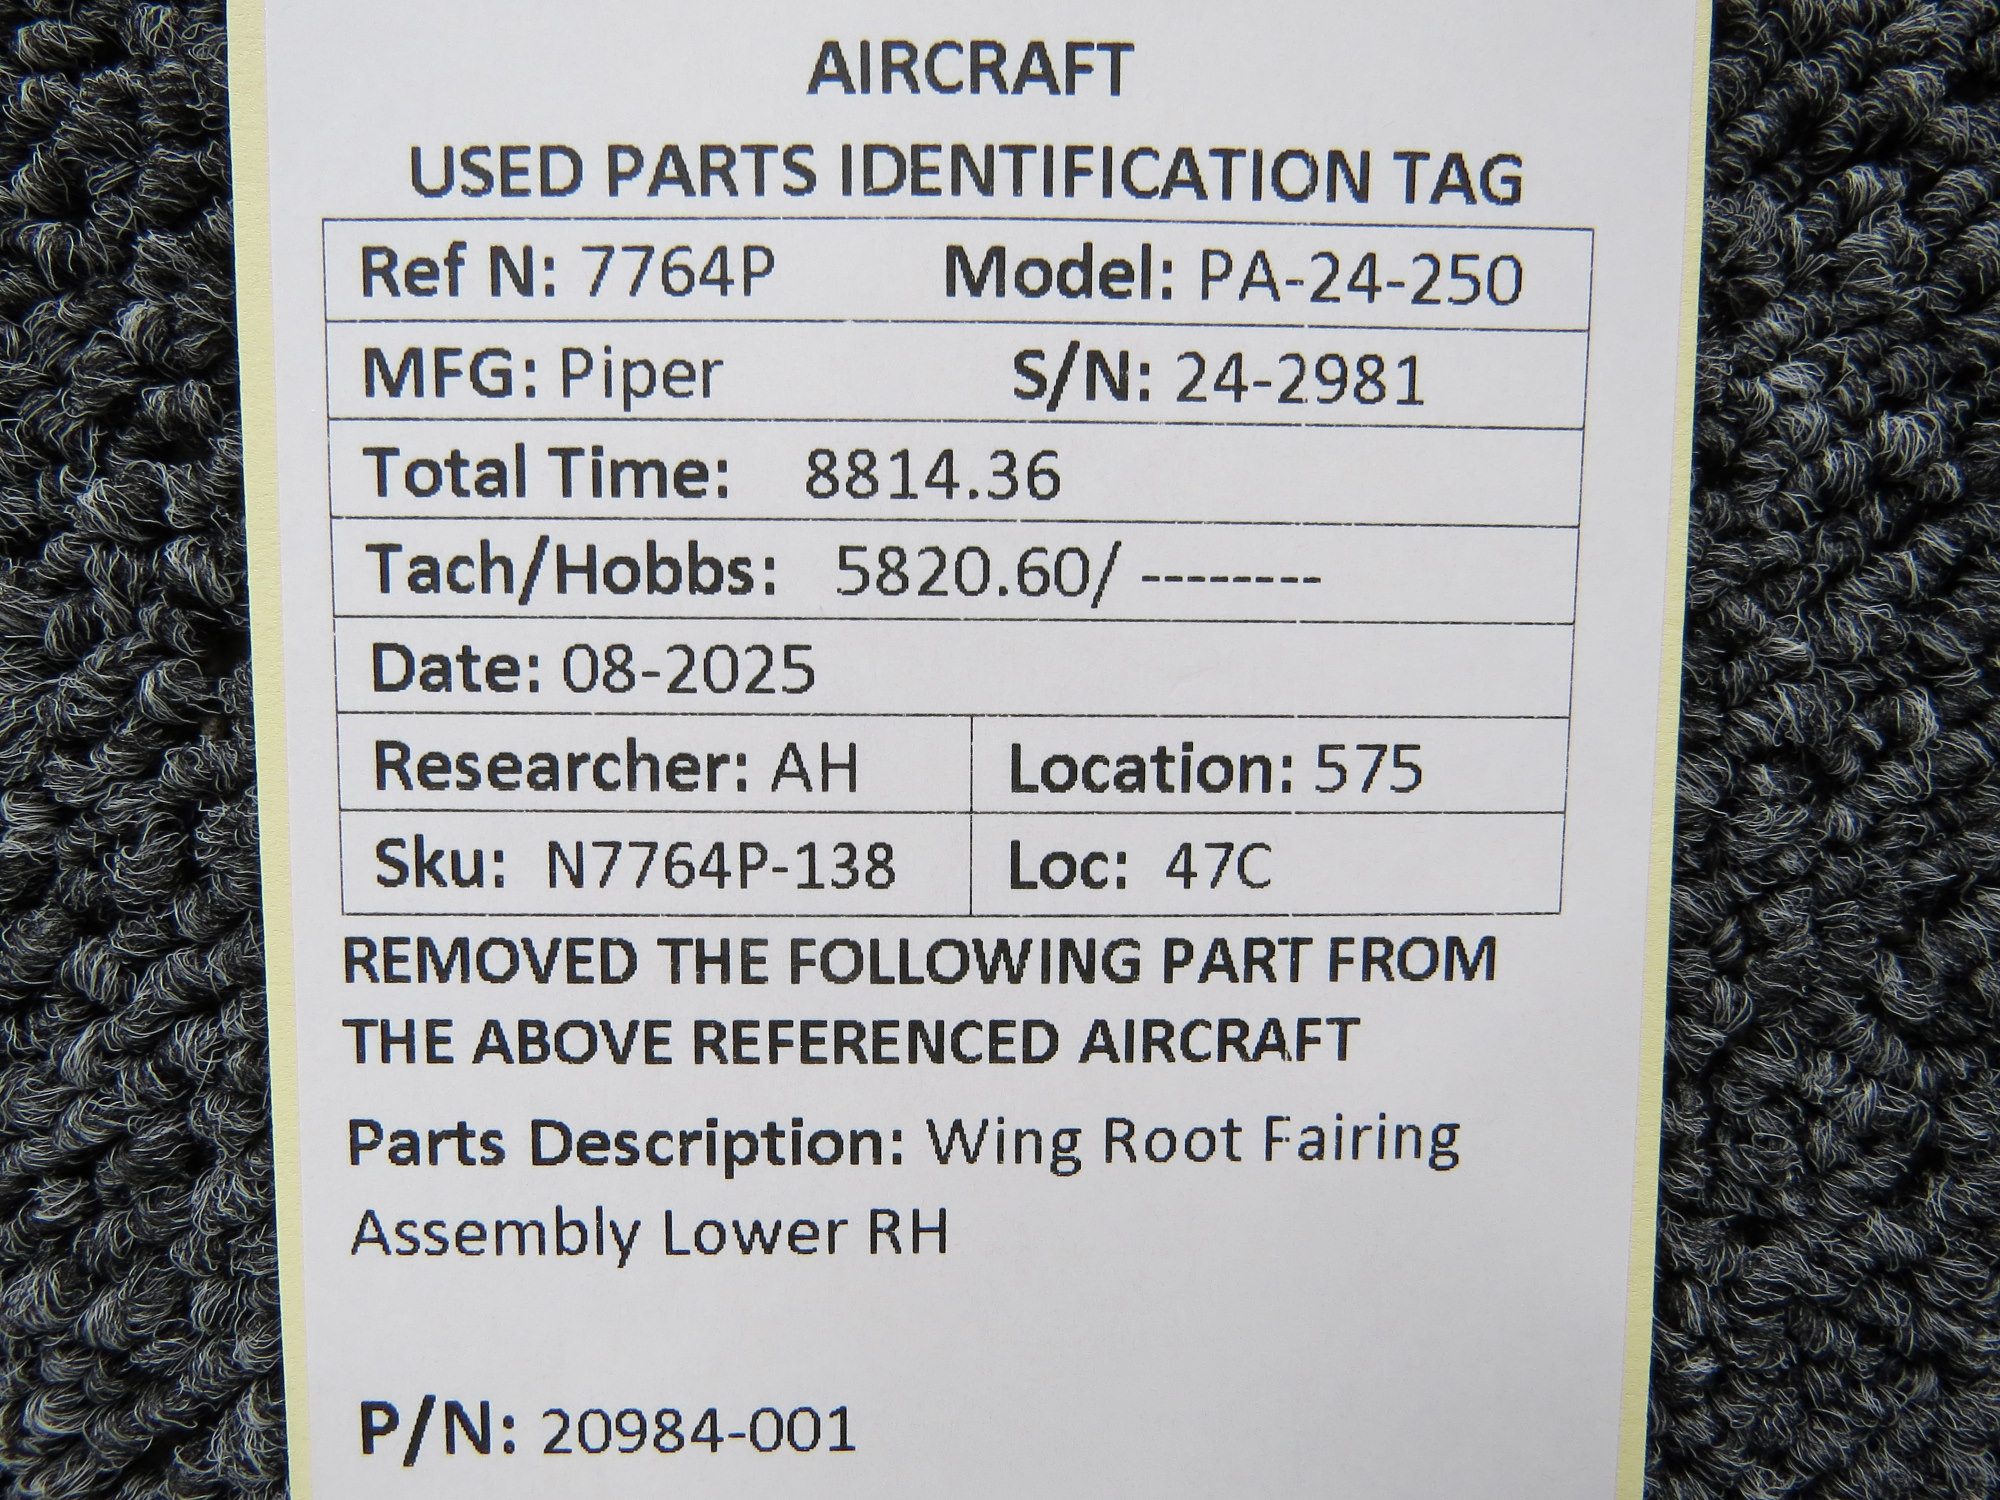 AIRCRAFT
USED PARTS IDENTIFICATION TAG
Ref N: 7764P Model: PA-24-250
MFG: Piper S/N: 24-2981
Total Time: 8814.36
Tach/Hobbs: 5820.60/ --------
Date: 08-2025
Researcher: AH Location: 575
Sku: N7764P-138 Loc: 47C
REMOVED THE FOLLOWING PART FROM
THE ABOVE REFERENCED AIRCRAFT
Parts Description: Wing Root Fairing
Assembly Lower RH
P/N: 20984-001